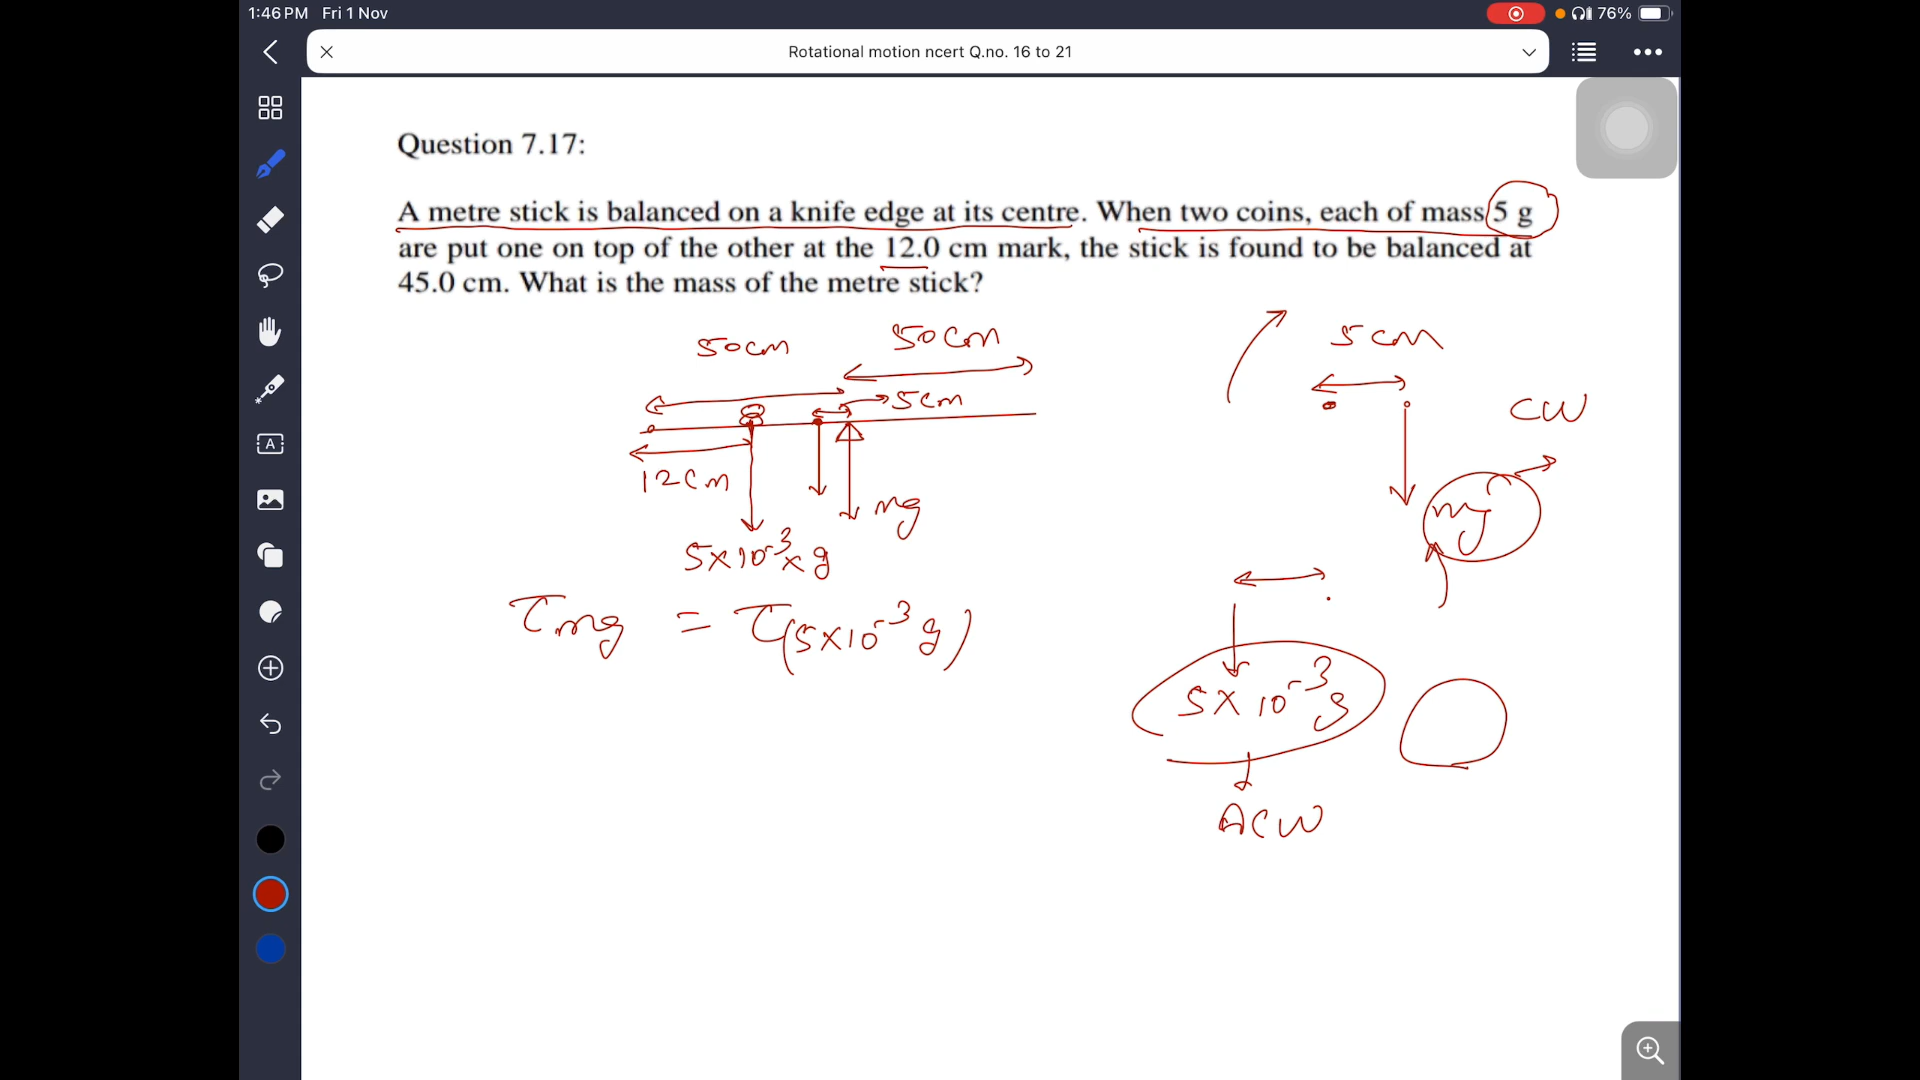 1:46 PM Fri 1 Nov
76%
Rotational motion ncert Q.no. 16 to 21
Question 7.17:
A metre stick is balanced on a knife edge at its centre. When two coins, each of mass 5 g
are put one on top of the other at the 12.0 cm mark, the stick is found to be balanced at
45.0 cm. What is the mass of the metre stick?
50cm
50cm
5cm
12cm
mg
5×10⁻³×g
τmg = τ(5×10⁻³g)
5cm
CW
mg
5×10⁻³g
ACW
A